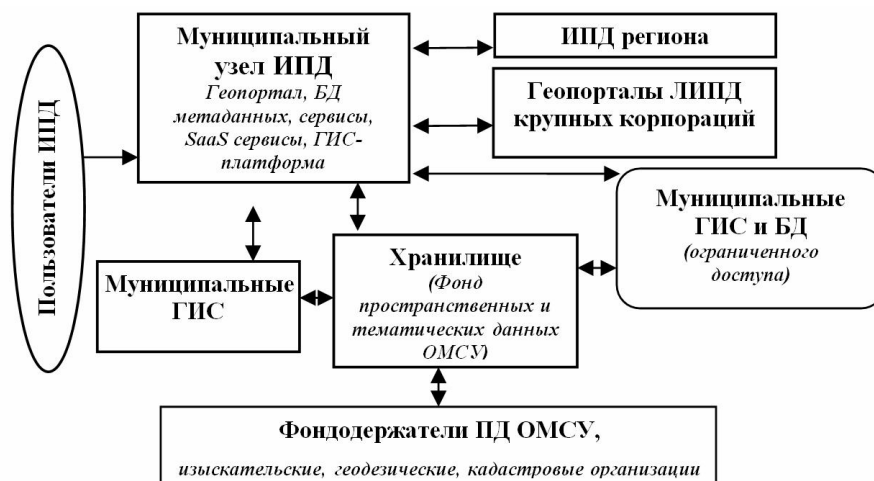 Пользователи ИПД
Муниципальный
узел ИПД
Геопортал, БД
метаданных, сервисы,
SaaS сервисы, ГИС-
платформа
ИПД региона
Геопорталы ЛИПД
крупных корпораций
Муниципальные
ГИС и БД
(ограниченного
доступа)
Муниципальные
ГИС
Хранилище
(Фонд
пространственных и
тематических данных
ОМСУ)
Фондодержатели ПД ОМСУ,
изыскательские, геодезические, кадастровые организации